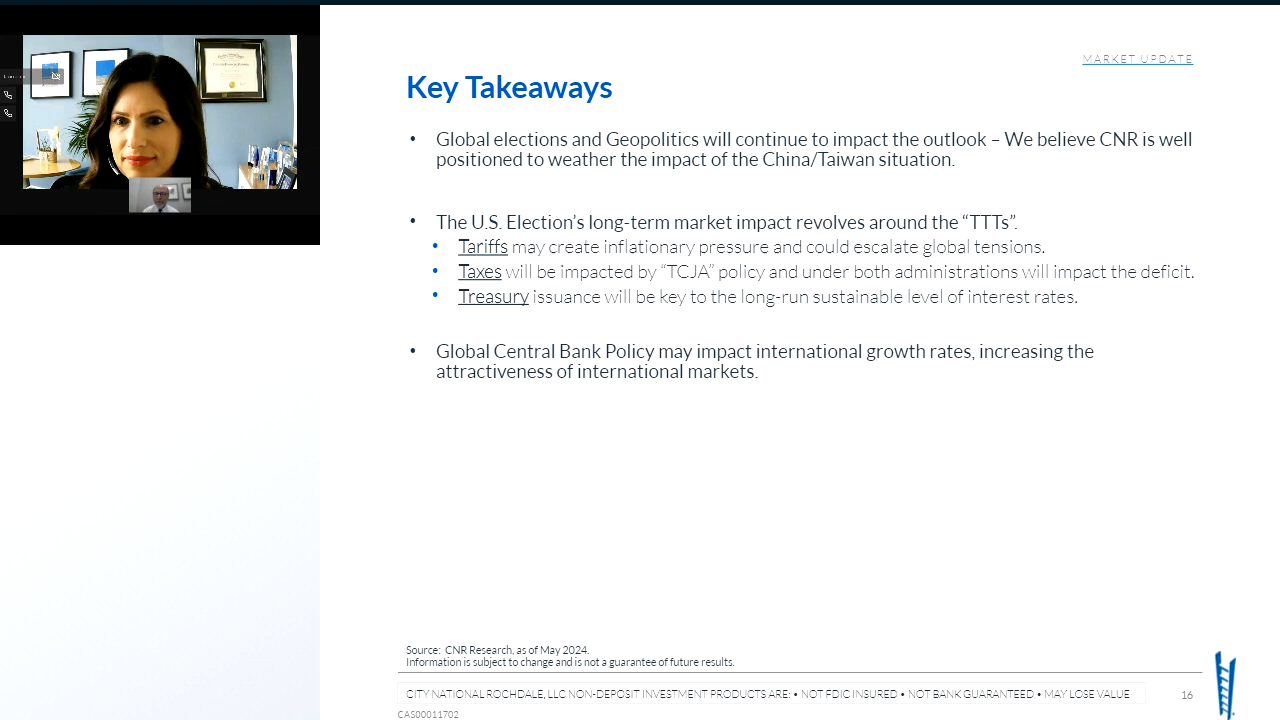 MARKET UPDATE
Key Takeaways
• Global elections and Geopolitics will continue to impact the outlook – We believe CNR is well
positioned to weather the impact of the China/Taiwan situation.
• The U.S. Election’s long-term market impact revolves around the “TTTs”.
• Tariffs may create inflationary pressure and could escalate global tensions.
• Taxes will be impacted by “TCJA” policy and under both administrations will impact the deficit.
• Treasury issuance will be key to the long-run sustainable level of interest rates.
• Global Central Bank Policy may impact international growth rates, increasing the
attractiveness of international markets.
Source: CNR Research, as of May 2024.
Information is subject to change and is not a guarantee of future results.
CITY NATIONAL ROCHDALE, LLC NON-DEPOSIT INVESTMENT PRODUCTS ARE: • NOT FDIC INSURED • NOT BANK GUARANTEED • MAY LOSE VALUE
16
CAS00011702